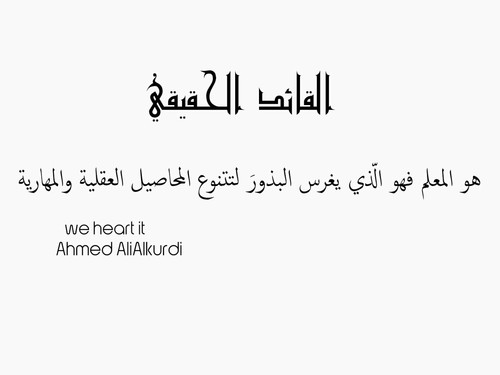 القائد الحقيقي
هو المعلم فهو الّذي يغرس البذورَ لتتنوع المحاصيل العقلية والمهارية
we heart it
Ahmed AliAlkurdi